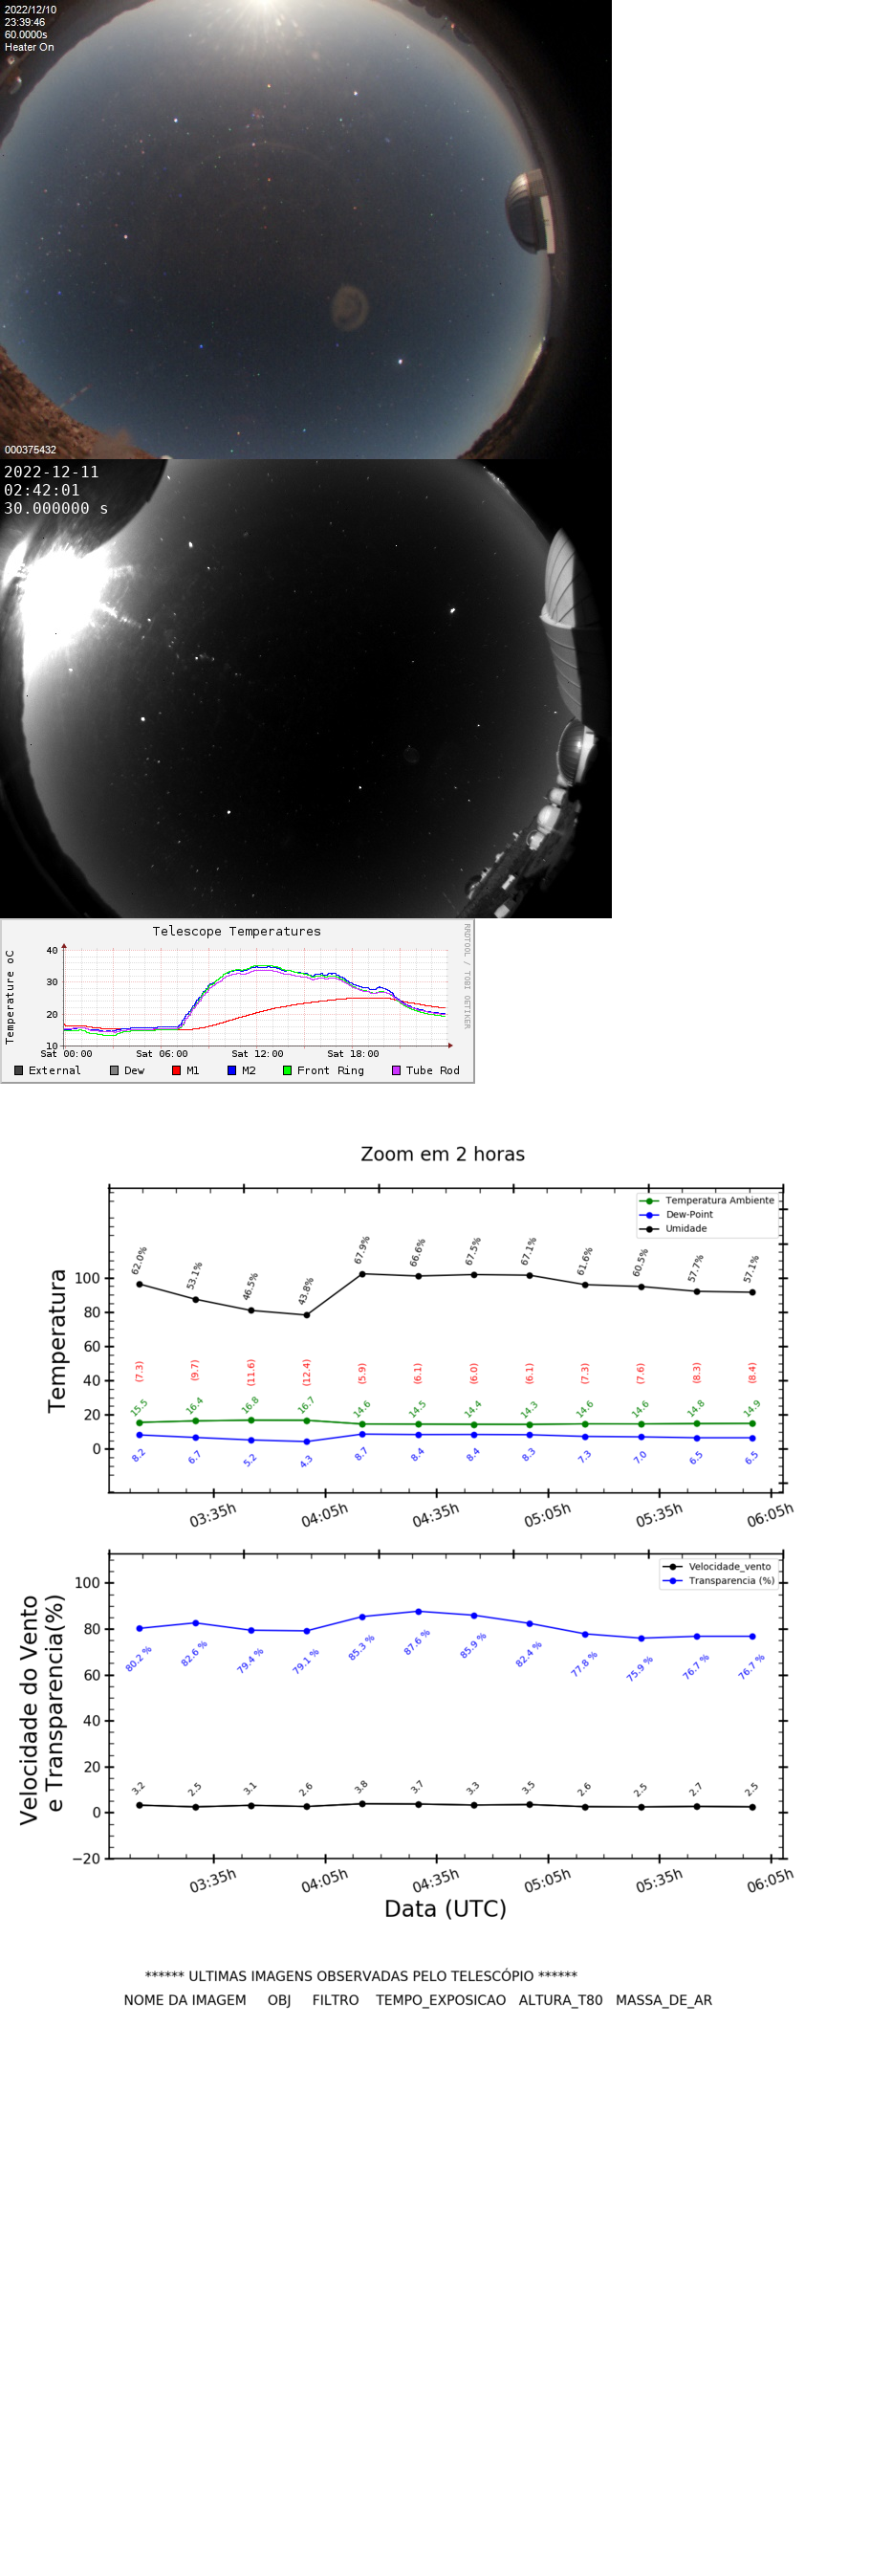 2022/12/10
23:39:46
60.0000s
Heater On
000375432
2022-12-11
02:42:01
30.000000 s
Telescope Temperatures
RRDTOOL / TOBI OETIKER
Temperature oC
40
30
20
10
Sat 00:00 Sat 06:00 Sat 12:00 Sat 18:00
External Dew M1 M2 Front Ring Tube Rod
Zoom em 2 horas
Temperatura Ambiente
Dew-Point
Umidade
Temperatura
100
80
60
40
20
0
62.0% 53.1% 46.5% 43.8% 67.9% 66.6% 67.5% 67.1% 61.6% 60.5% 57.7% 57.1%
(7.3) (9.7) (11.6) (12.4) (5.9) (6.1) (6.0) (6.1) (7.3) (7.6) (8.3) (8.4)
15.5 16.4 16.8 16.7 14.6 14.5 14.4 14.3 14.6 14.6 14.8 14.9
8.2 6.7 5.2 4.3 8.7 8.4 8.4 8.3 7.3 7.0 6.5 6.5
03:35h 04:05h 04:35h 05:05h 05:35h 06:05h
Velocidade_vento
Transparencia (%)
Velocidade do Vento
e Transparencia(%)
100
80
60
40
20
0
−20
80.2 % 82.6 % 79.4 % 79.1 % 85.3 % 87.6 % 85.9 % 82.4 % 77.8 % 75.9 % 76.7 % 76.7 %
3.2 2.5 3.1 2.6 3.8 3.7 3.3 3.5 2.6 2.5 2.7 2.5
03:35h 04:05h 04:35h 05:05h 05:35h 06:05h
Data (UTC)
****** ULTIMAS IMAGENS OBSERVADAS PELO TELESCÓPIO ******
NOME DA IMAGEM OBJ FILTRO TEMPO_EXPOSICAO ALTURA_T80 MASSA_DE_AR